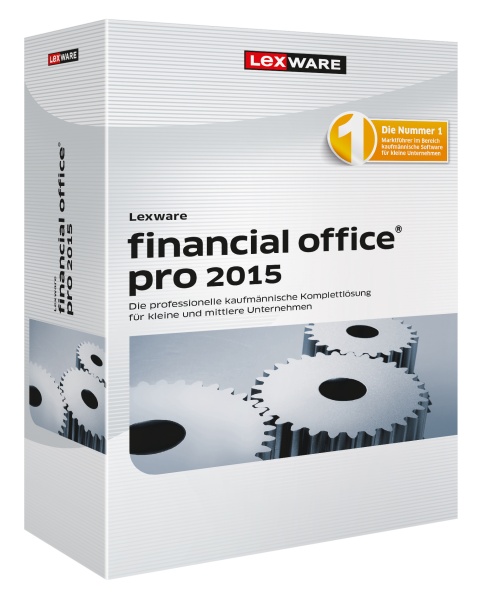 LEXWARE
1
Die Nummer 1
Marktführer im Bereich
kaufmännische Software
für kleine Unternehmen
Lexware
financial office®
pro 2015
Die professionelle kaufmännische Komplettlösung
für kleine und mittlere Unternehmen
LEXWARE
Lexware
financial office®
pro 2015